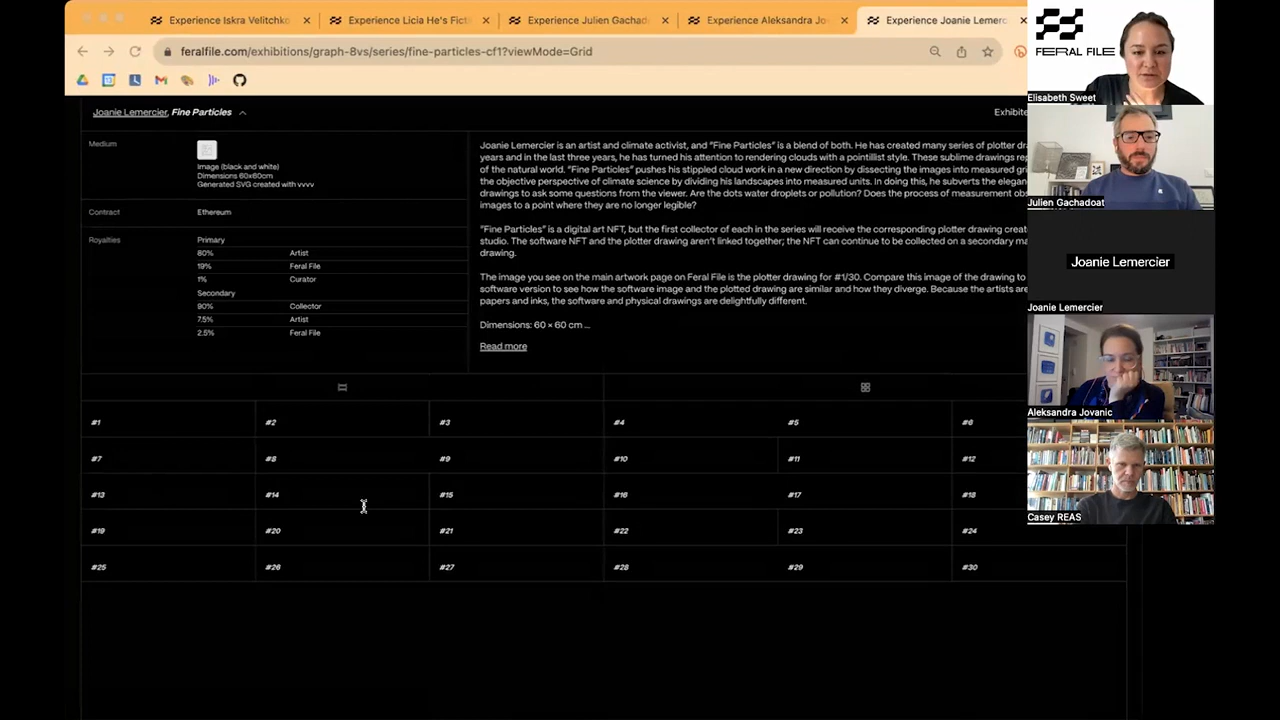 Experience Iskra Velitchko
Experience Licia He's Ficti
Experience Julien Gachad
Experience Aleksandra Jo
Experience Joanie Lemerc
feralfile.com/exhibitions/graph-8vs/series/fine-particles-cf1?viewMode=Grid
Joanie Lemercier, Fine Particles
Exhibite
Medium
Image (black and white)
Dimensions 60x60cm
Generated SVG created with vvvv
Contract
Ethereum
Royalties
Primary
80% Artist
19% Feral File
1% Curator
Secondary
90% Collector
7.5% Artist
2.5% Feral File
Joanie Lemercier is an artist and climate activist, and "Fine Particles" is a blend of both. He has created many series of plotter dr
years and in the last three years, he has turned his attention to rendering clouds with a pointillist style. These sublime drawings rep
of the natural world. "Fine Particles" pushes his stippled cloud work in a new direction by dissecting the images into measured gri
the objective perspective of climate science by dividing his landscapes into measured units. In doing this, he subverts the elegan
drawings to ask some questions from the viewer. Are the dots water droplets or pollution? Does the process of measurement ob
images to a point where they are no longer legible?
"Fine Particles" is a digital art NFT, but the first collector of each in the series will receive the corresponding plotter drawing creat
studio. The software NFT and the plotter drawing aren't linked together; the NFT can continue to be collected on a secondary ma
drawing.
The image you see on the main artwork page on Feral File is the plotter drawing for #1/30. Compare this image of the drawing to
software version to see how the software image and the plotted drawing are similar and how they diverge. Because the artists are
papers and inks, the software and physical drawings are delightfully different.
Dimensions: 60 × 60 cm ...
Read more
#1 #2 #3 #4 #5 #6
#7 #8 #9 #10 #11 #12
#13 #14 #15 #16 #17 #18
#19 #20 #21 #22 #23 #24
#25 #26 #27 #28 #29 #30
FERAL FILE
Elisabeth Sweet
Julien Gachadoat
Joanie Lemercier
Joanie Lemercier
Aleksandra Jovanic
Casey REAS